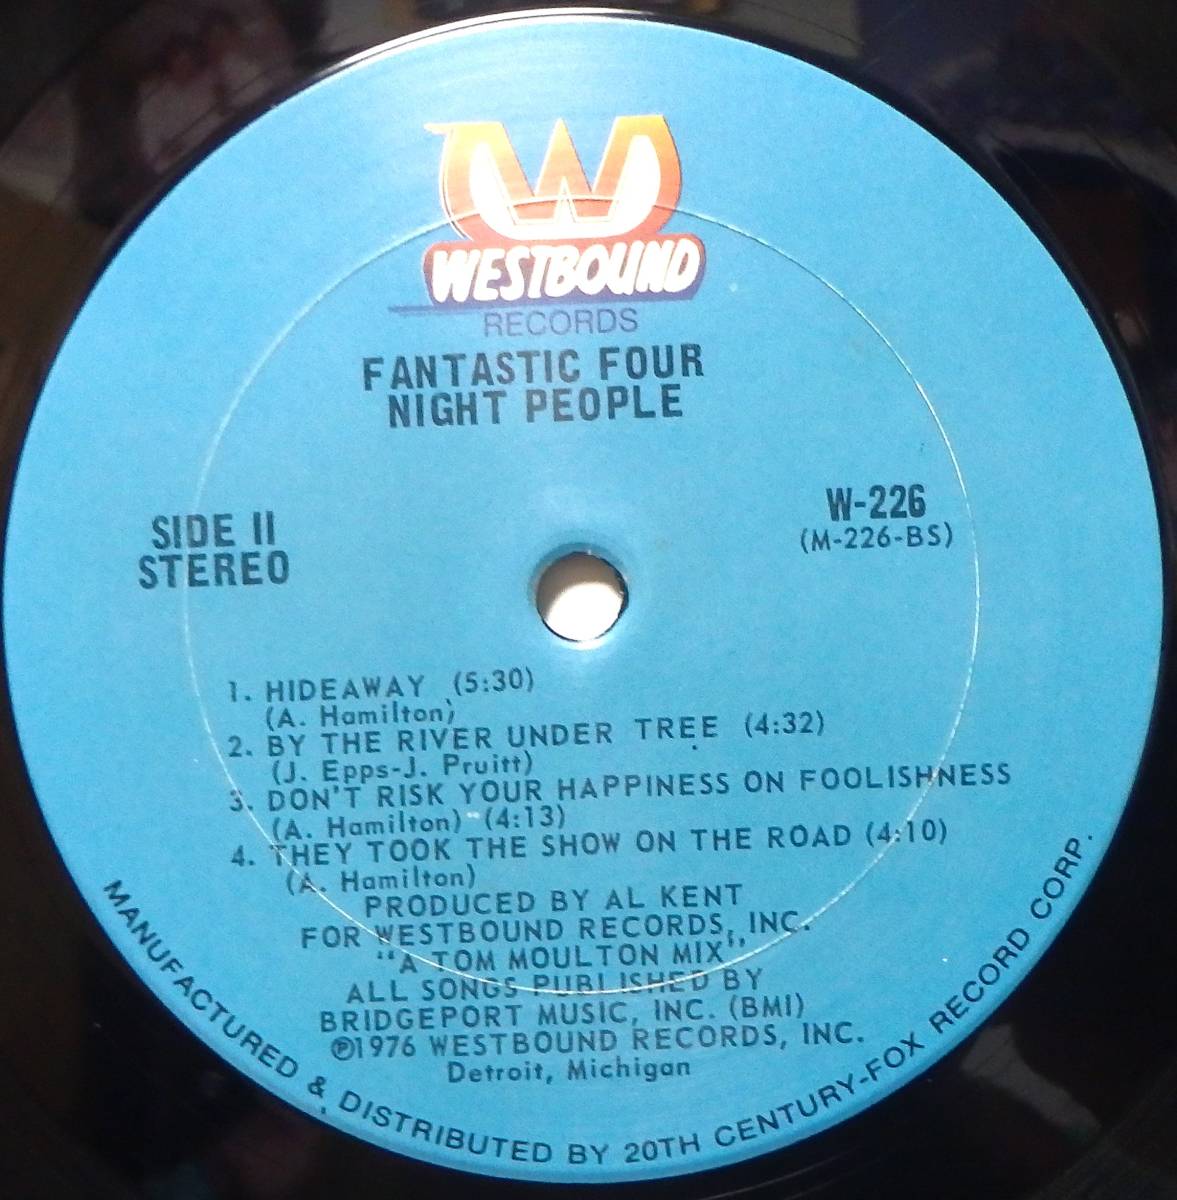 W
WESTBOUND
RECORDS
FANTASTIC FOUR
NIGHT PEOPLE
SIDE II
STEREO
W-226
(M-226-BS)
1. HIDEAWAY (5:30)
(A. Hamilton)
2. BY THE RIVER UNDER TREE (4:32)
(J. Epps-J. Pruitt)
3. DON'T RISK YOUR HAPPINESS ON FOOLISHNESS
(A. Hamilton) (4:13)
4. THEY TOOK THE SHOW ON THE ROAD (4:10)
(A. Hamilton)
PRODUCED BY AL KENT
FOR WESTBOUND RECORDS, INC.
"A TOM MOULTON MIX"
ALL SONGS PUBLISHED BY
BRIDGEPORT MUSIC, INC. (BMI)
℗1976 WESTBOUND RECORDS, INC.
Detroit, Michigan
MANUFACTURED & DISTRIBUTED BY 20TH CENTURY-FOX RECORD CORP.